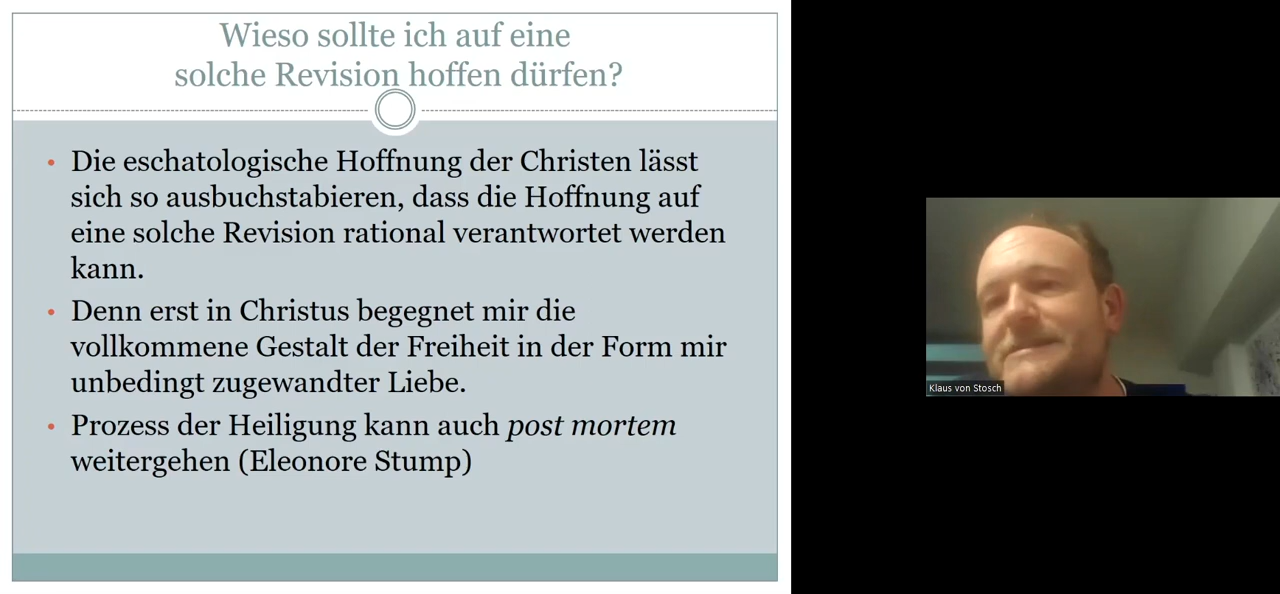 Wieso sollte ich auf eine
solche Revision hoffen dürfen?
• Die eschatologische Hoffnung der Christen lässt
sich so ausbuchstabieren, dass die Hoffnung auf
eine solche Revision rational verantwortet werden
kann.
• Denn erst in Christus begegnet mir die
vollkommene Gestalt der Freiheit in der Form mir
unbedingt zugewandter Liebe.
• Prozess der Heiligung kann auch post mortem
weitergehen (Eleonore Stump)
Klaus von Stosch